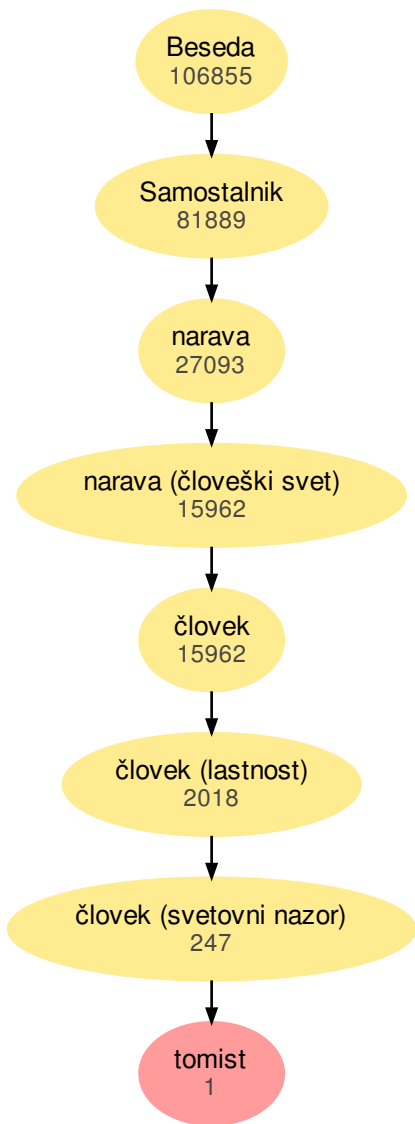 Beseda
106855
Samostalnik
81889
narava
27093
narava (človeški svet)
15962
človek
15962
človek (lastnost)
2018
človek (svetovni nazor)
247
tomist
1